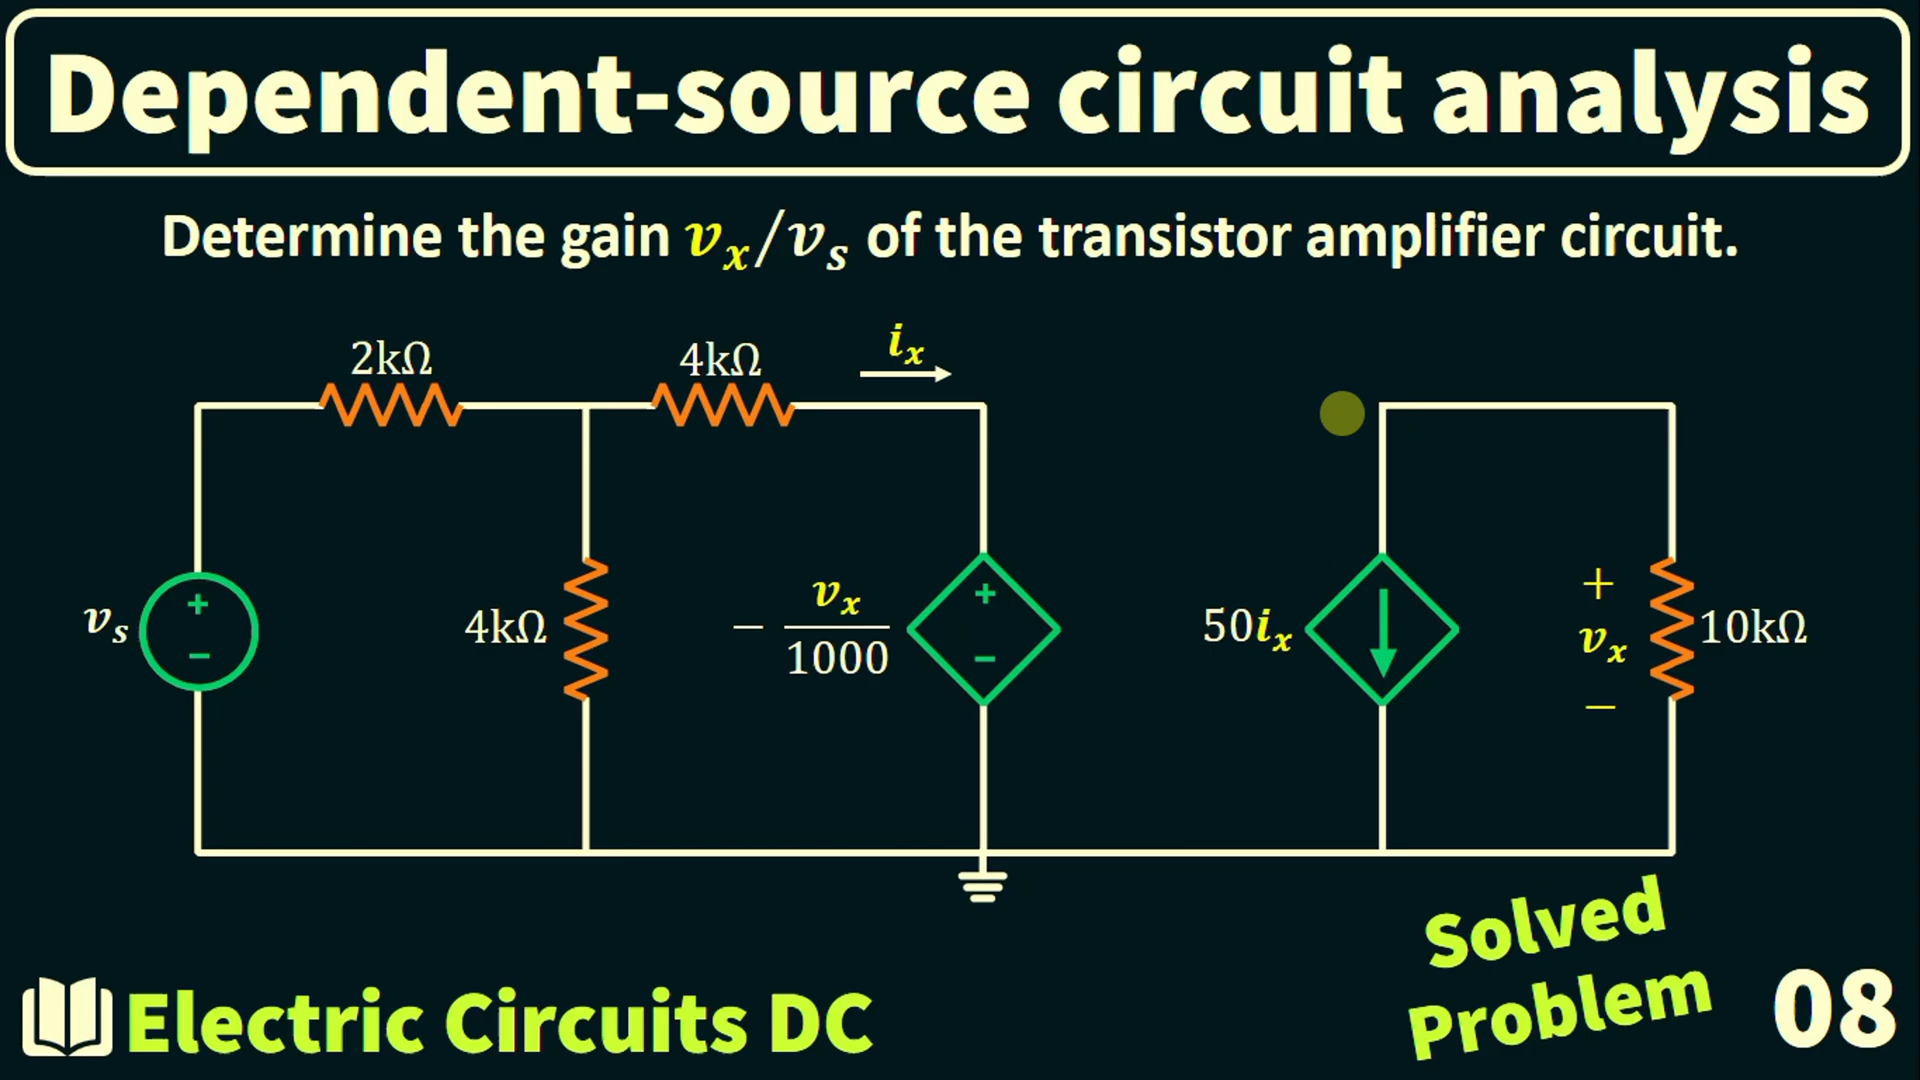 Dependent-source circuit analysis
Determine the gain vₓ/vₛ of the transistor amplifier circuit.
2kΩ
4kΩ
iₓ
vₛ
+
−
4kΩ
− vₓ/1000
+
−
50iₓ
+
vₓ
−
10kΩ
Solved
Problem
08
Electric Circuits DC